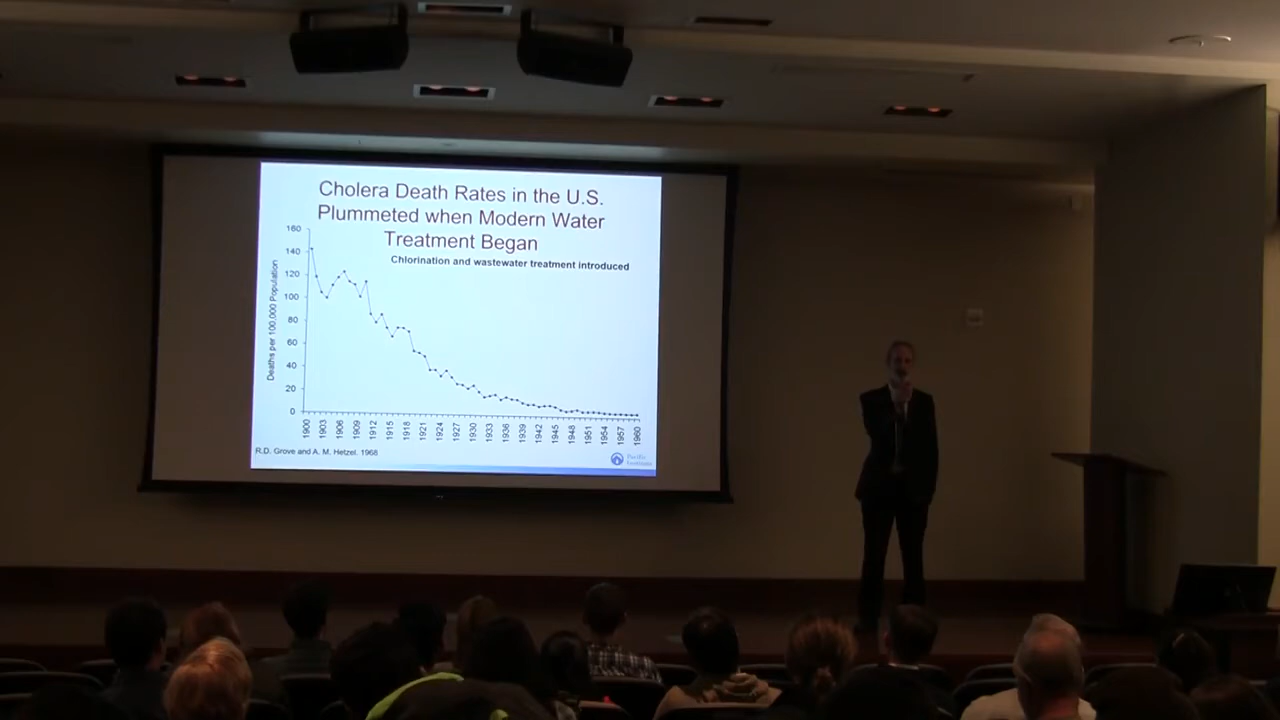 Cholera Death Rates in the U.S.
Plummeted when Modern Water
Treatment Began
Chlorination and wastewater treatment introduced
Deaths per 100,000 Population
160
140
120
100
80
60
40
20
0
1900 1903 1906 1909 1912 1915 1918 1921 1924 1927 1930 1933 1936 1939 1942 1945 1948 1951 1954 1957 1960
R.D. Grove and A. M. Hetzel. 1968
Pacific
Institute